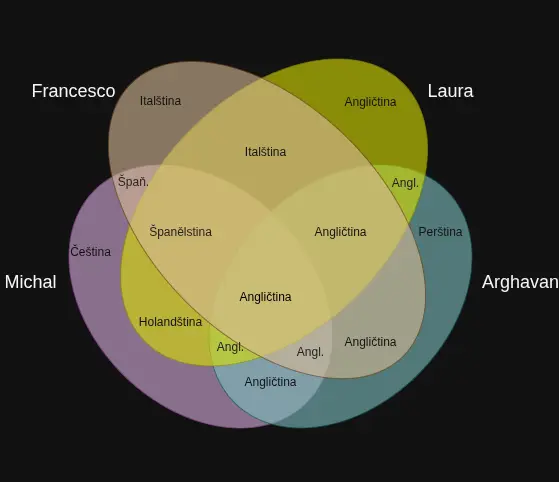 Francesco
Laura
Italština
Angličtina
Italština
Špaň.
Angl.
Španělstina
Angličtina
Perština
Čeština
Michal
Arghavan
Angličtina
Holandština
Angl.
Angl.
Angličtina
Angličtina